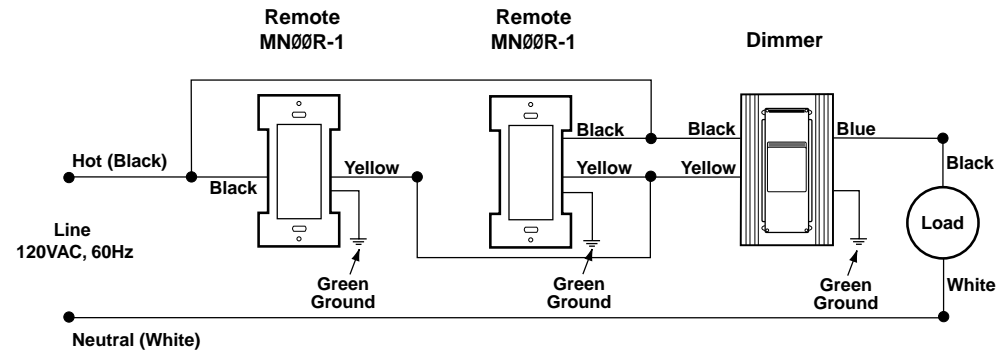 Remote
MNØØR-1
Remote
MNØØR-1
Dimmer
Hot (Black)
Black
Yellow
Black
Yellow
Black
Yellow
Blue
Black
Load
White
Line
120VAC, 60Hz
Green
Ground
Green
Ground
Green
Ground
Neutral (White)